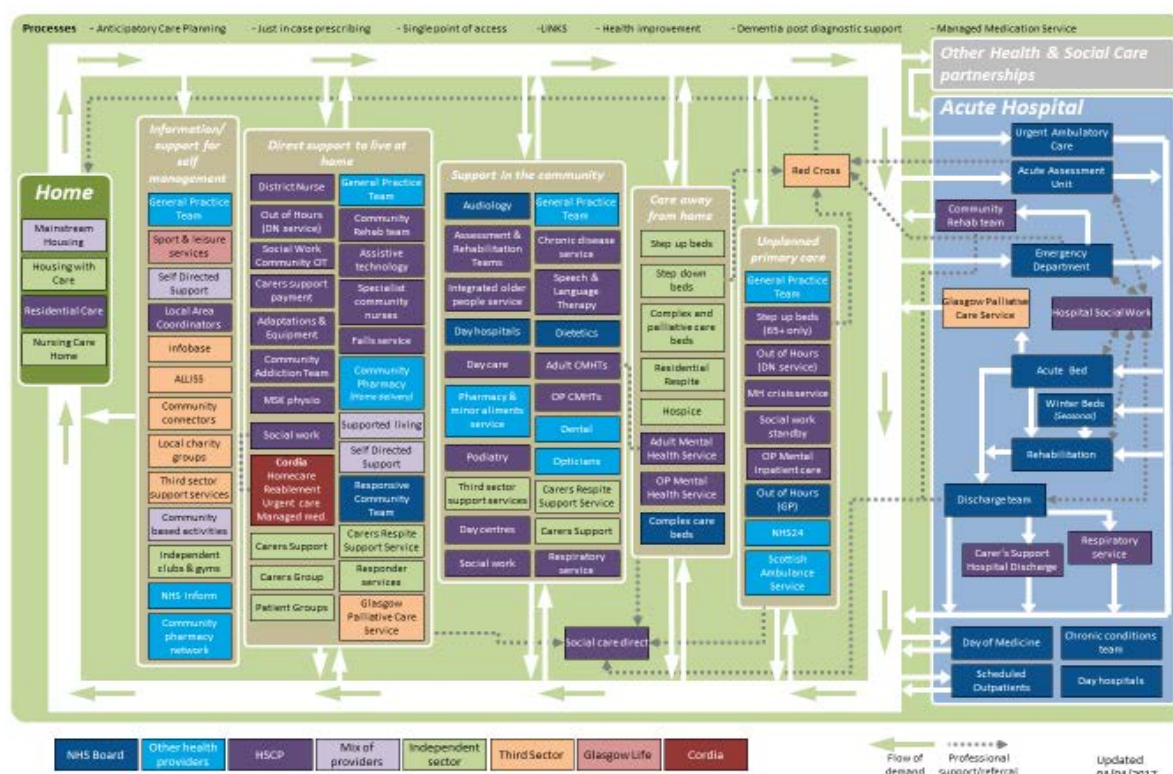 Processes - Anticipatory Care Planning - Just in case prescribing - Single point of access - LINKS - Health improvement - Dementia post diagnostic support - Managed Medication Service
Other Health & Social Care
partnerships
Home
Mainstream
Housing
Housing with
Care
Residential Care
Nursing Care
Home
Information/
support for
self
management
General Practice
Team
Sport & leisure
services
Self Directed
Support
Local Area
Coordinators
Infobase
ALLISS
Community
connectors
Local charity
groups
Third sector
support services
Community
based activities
Independent
clubs & gyms
NHS Inform
Community
pharmacy
network
Direct support to live at
home
District Nurse
Out of Hours
(DN service)
Social Work
Community OT
Carers support
payment
Adaptations &
Equipment
Community
Addiction Team
MSK physio
Social work
Cordia
Homecare
Reablement
Urgent care
Managed med.
Carers Support
Carers Group
Patient Groups
General Practice
Team
Community
Rehab team
Assistive
technology
Specialist
community
nurses
Falls service
Community
Pharmacy
(Home delivery)
Supported living
Self Directed
Support
Responsive
Community
Team
Carers Respite
Support Service
Responder
services
Glasgow
Palliative Care
Service
Support in the community
Audiology
Assessment &
Rehabilitation
Teams
Integrated older
people service
Day hospitals
Day care
Pharmacy &
minor aliments
service
Podiatry
Third sector
support services
Day centres
Social work
General Practice
Team
Chronic disease
service
Speech &
Language
Therapy
Dietetics
Adult CMHTs
OP CMHTs
Dental
Opticians
Carers Respite
Support Service
Carers Support
Respiratory
service
Care away
from home
Step up beds
Step down
beds
Complex and
palliative care
beds
Residential
Respite
Hospice
Adult Mental
Health Service
OP Mental
Health Service
Complex care
beds
Unplanned
primary care
General Practice
Team
Step up beds
(65+ only)
Out of Hours
(DN service)
MH crisis service
Social work
standby
OP Mental
Inpatient care
Out of Hours
(GP)
NHS24
Scottish
Ambulance
Service
Red Cross
Social care direct
Acute Hospital
Urgent Ambulatory
Care
Acute Assessment
Unit
Community
Rehab team
Emergency
Department
Glasgow Palliative
Care Service
Hospital Social Work
Acute Bed
Winter Beds
(Seasonal)
Rehabilitation
Discharge team
Carer's Support
Hospital Discharge
Respiratory
service
Day of Medicine
Chronic conditions
team
Scheduled
Outpatients
Day hospitals
NHS Board
Other health
providers
HSCP
Mix of
providers
Independent
sector
Third Sector
Glasgow Life
Cordia
Flow of
demand
Professional
support/referral
Updated